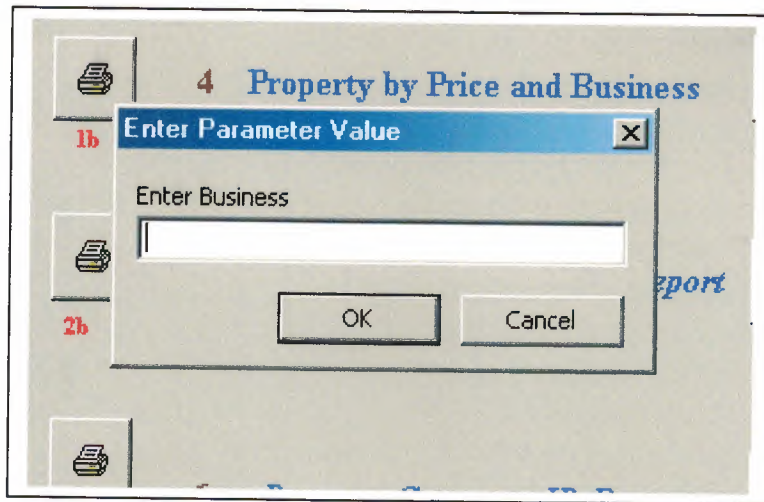 4 Property by Price and Business
1b
Enter Parameter Value
Enter Business
eport
2b
OK Cancel